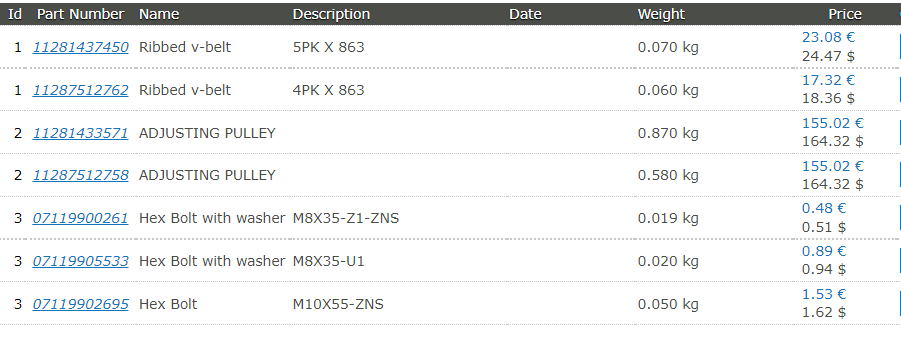 Id Part Number Name Description Date Weight Price
1 11281437450 Ribbed v-belt 5PK X 863 0.070 kg 23.08 €
24.47 $
1 11287512762 Ribbed v-belt 4PK X 863 0.060 kg 17.32 €
18.36 $
2 11281433571 ADJUSTING PULLEY 0.870 kg 155.02 €
164.32 $
2 11287512758 ADJUSTING PULLEY 0.580 kg 155.02 €
164.32 $
3 07119900261 Hex Bolt with washer M8X35-Z1-ZNS 0.019 kg 0.48 €
0.51 $
3 07119905533 Hex Bolt with washer M8X35-U1 0.020 kg 0.89 €
0.94 $
3 07119902695 Hex Bolt M10X55-ZNS 0.050 kg 1.53 €
1.62 $